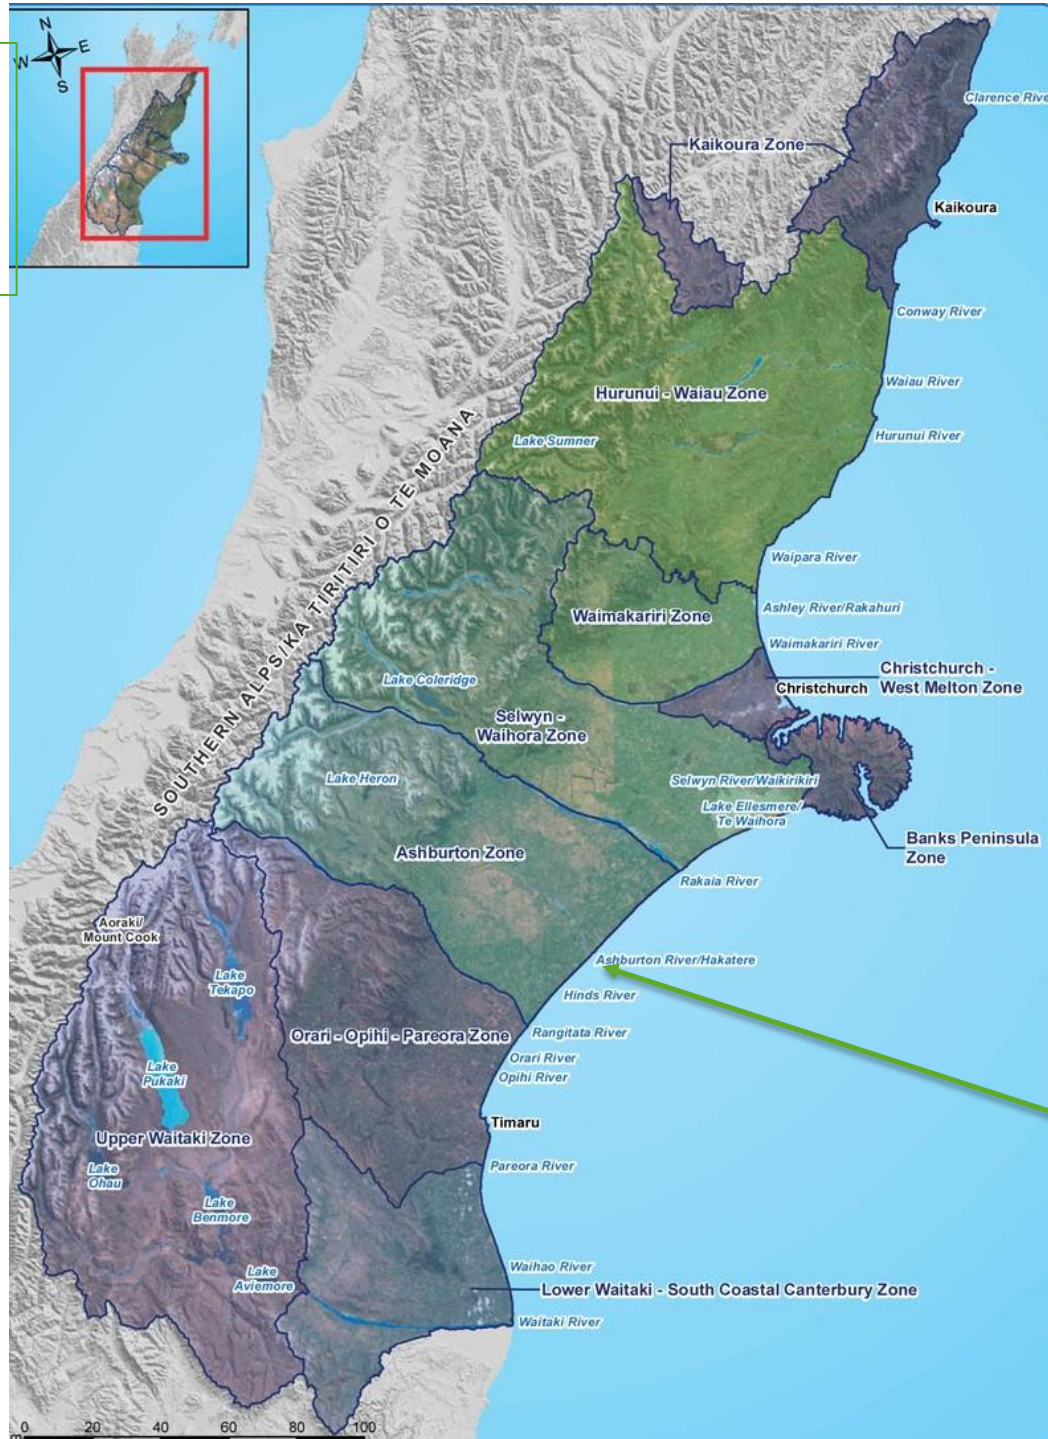 N
W
E
S
Clarence River
Kaikoura Zone
Kaikoura
Conway River
Hurunui - Waiau Zone
Waiau River
Lake Sumner
Hurunui River
SOUTHERN ALPS/KA TIRITIRI O TE MOANA
Waipara River
Waimakariri Zone
Ashley River/Rakahuri
Waimakariri River
Christchurch -
West Melton Zone
Christchurch
Lake Coleridge
Selwyn -
Waihora Zone
Lake Heron
Selwyn River/Waikirikiri
Lake Ellesmere/
Te Waihora
Banks Peninsula
Zone
Ashburton Zone
Rakaia River
Aoraki/
Mount Cook
Ashburton River/Hakatere
Lake
Tekapo
Hinds River
Orari - Opihi - Pareora Zone
Rangitata River
Orari River
Opihi River
Lake
Pukaki
Timaru
Upper Waitaki Zone
Pareora River
Lake
Ohau
Lake
Benmore
Waihao River
Lake
Aviemore
Lower Waitaki - South Coastal Canterbury Zone
Waitaki River
0 20 40 60 80 100